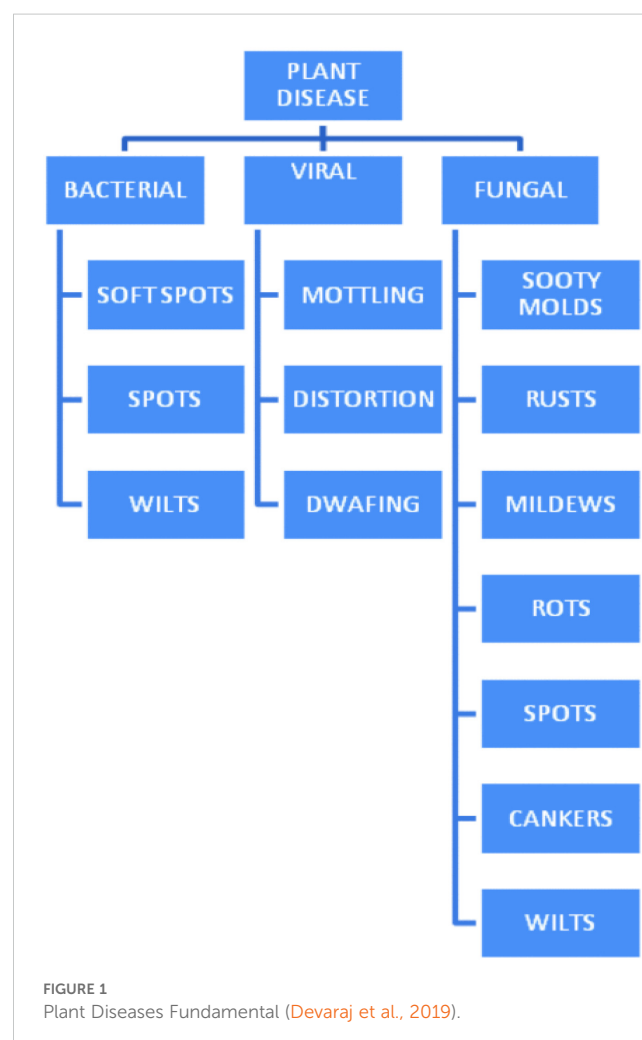 PLANT
DISEASE
BACTERIAL
VIRAL
FUNGAL
SOFT SPOTS
MOTTLING
SOOTY
MOLDS
SPOTS
DISTORTION
RUSTS
WILTS
DWAFING
MILDEWS
ROTS
SPOTS
CANKERS
WILTS
FIGURE 1
Plant Diseases Fundamental (Devaraj et al., 2019).